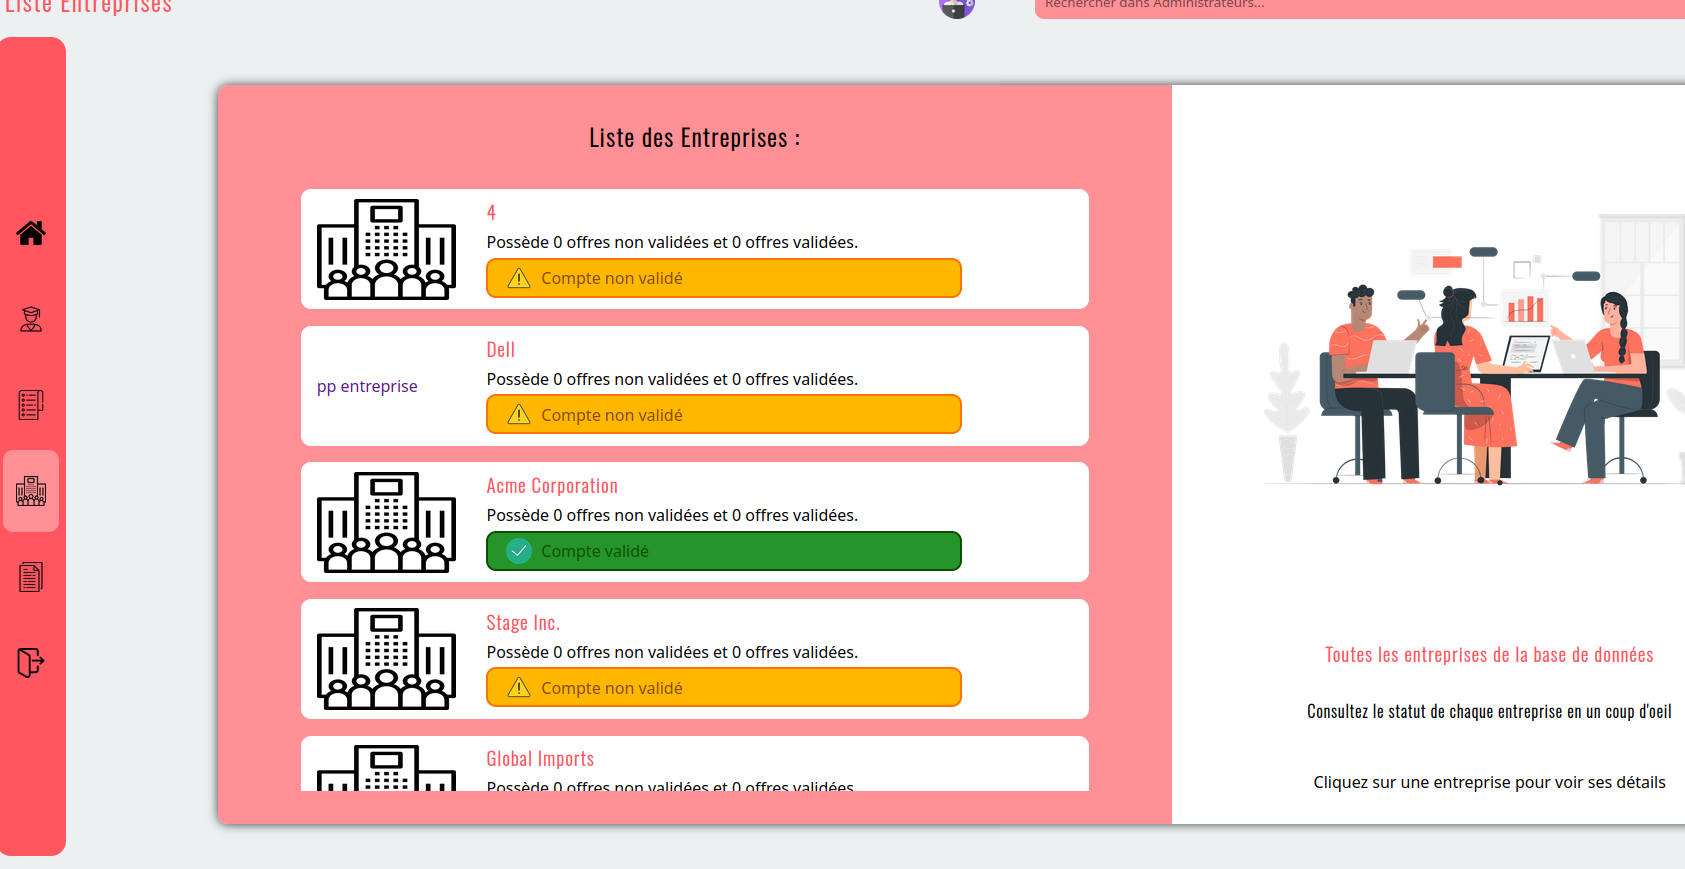 Liste Entreprises
Rechercher dans Administrateurs...
Liste des Entreprises :
4
Possède 0 offres non validées et 0 offres validées.
Compte non validé
pp entreprise
Dell
Possède 0 offres non validées et 0 offres validées.
Compte non validé
Acme Corporation
Possède 0 offres non validées et 0 offres validées.
Compte validé
Stage Inc.
Possède 0 offres non validées et 0 offres validées.
Compte non validé
Global Imports
Possède 0 offres non validées et 0 offres validées.
Toutes les entreprises de la base de données
Consultez le statut de chaque entreprise en un coup d'oeil
Cliquez sur une entreprise pour voir ses détails